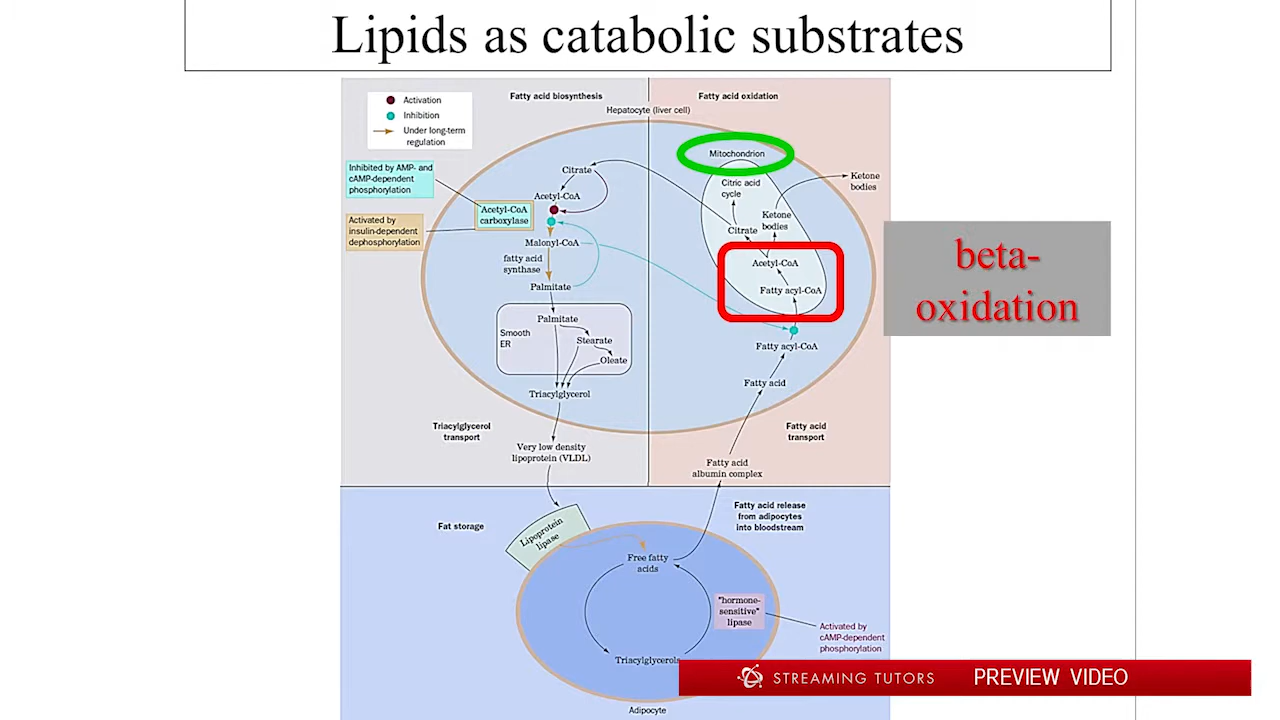 Lipids as catabolic substrates
Fatty acid biosynthesis
Fatty acid oxidation
Activation
Inhibition
Under long-term
regulation
Hepatocyte (liver cell)
Inhibited by AMP- and
cAMP-dependent
phosphorylation
Activated by
insulin-dependent
dephosphorylation
Citrate
Acetyl-CoA
Acetyl-CoA
carboxylase
Malonyl-CoA
fatty acid
synthase
Palmitate
Palmitate
Smooth
ER
Stearate
Oleate
Triacylglycerol
Mitochondrion
Citric acid
cycle
Ketone
bodies
Ketone
bodies
Citrate
Acetyl-CoA
Fatty acyl-CoA
Fatty acyl-CoA
Fatty acid
beta-
oxidation
Triacylglycerol
transport
Fatty acid
transport
Very low density
lipoprotein (VLDL)
Fatty acid
albumin complex
Fat storage
Fatty acid release
from adipocytes
into bloodstream
Lipoprotein
lipase
Free fatty
acids
"hormone-
sensitive"
lipase
Activated by
cAMP-dependent
phosphorylation
Triacylglycerols
Adipocyte
STREAMING TUTORS PREVIEW VIDEO